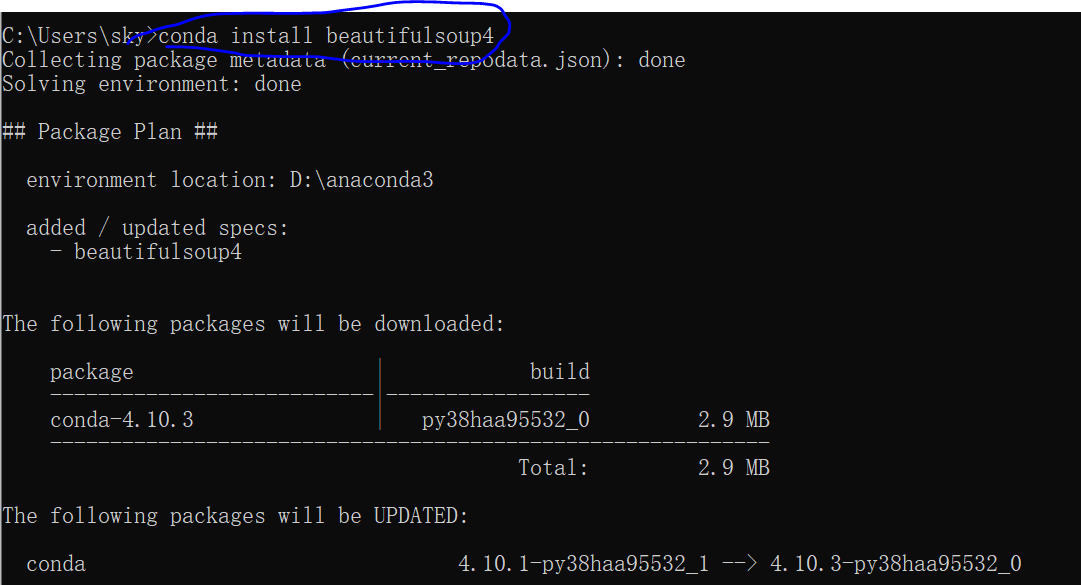 C:\Users\sky>conda install beautifulsoup4
Collecting package metadata (current_repodata.json): done
Solving environment: done
## Package Plan ##
environment location: D:\anaconda3
added / updated specs:
- beautifulsoup4
The following packages will be downloaded:
package | build
---------------------------|-----------------
conda-4.10.3 | py38haa95532_0 2.9 MB
------------------------------------------------------------
Total: 2.9 MB
The following packages will be UPDATED:
conda 4.10.1-py38haa95532_1 --> 4.10.3-py38haa95532_0